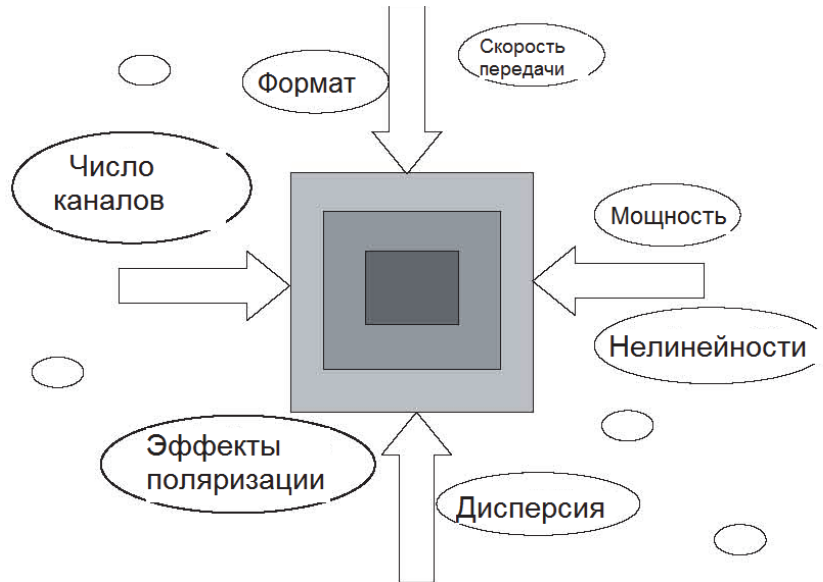 Скорость
передачи
Формат
Число
каналов
Мощность
Нелинейности
Эффекты
поляризации
Дисперсия